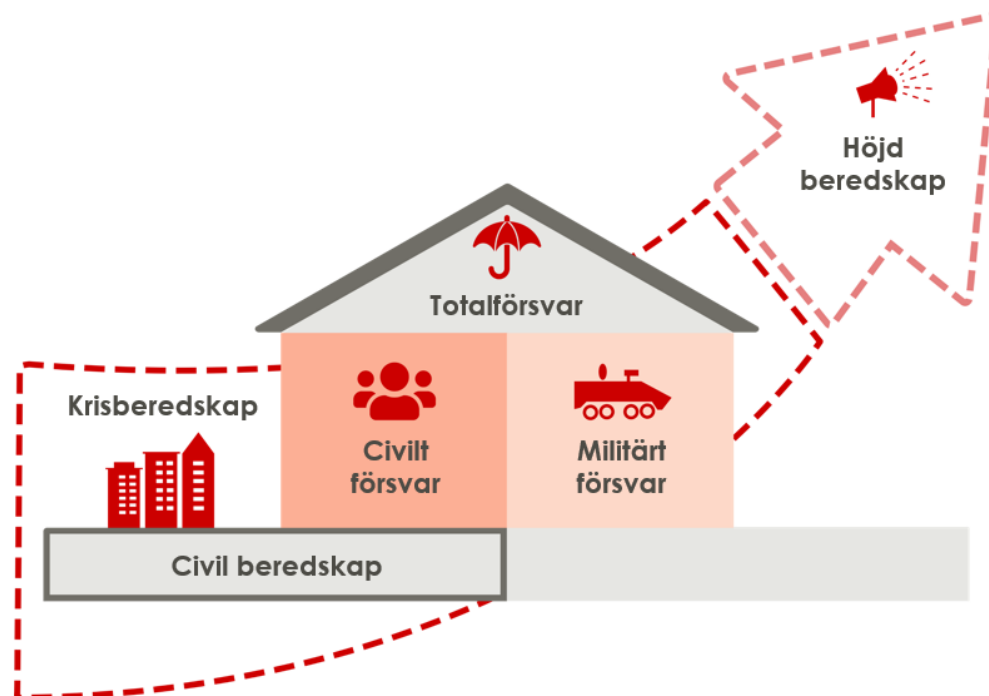 Höjd
beredskap
Totalförsvar
Krisberedskap
Civilt
försvar
Militärt
försvar
Civil beredskap